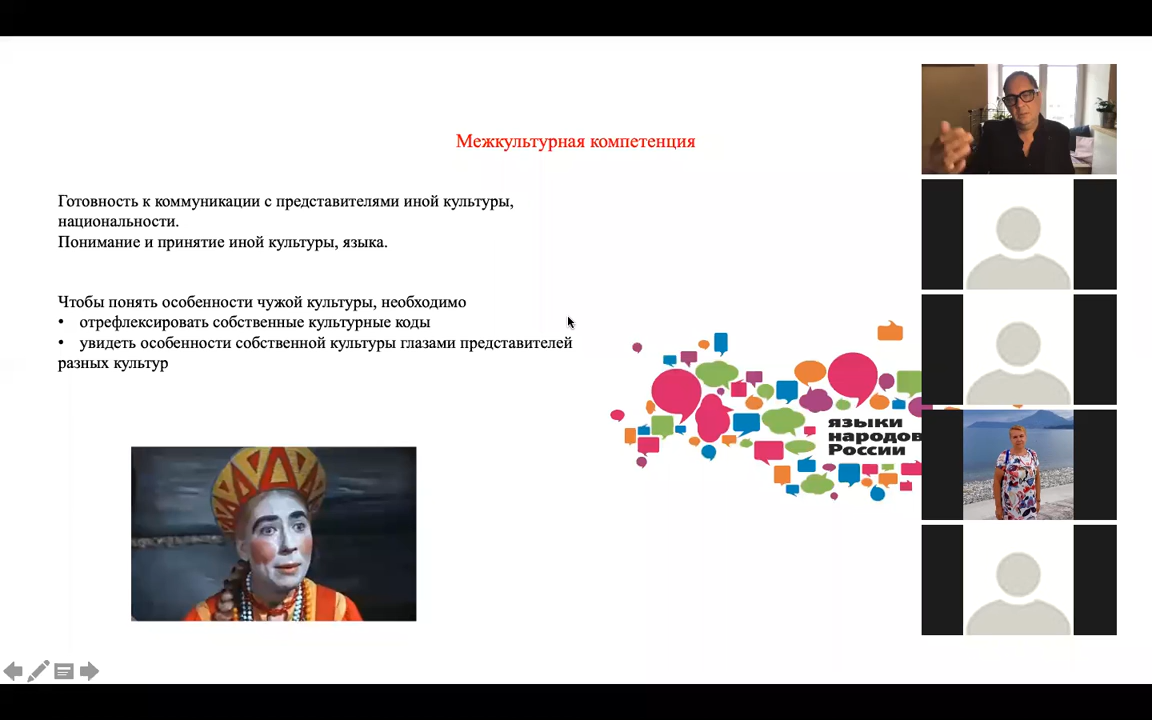 Межкультурная компетенция
Готовность к коммуникации с представителями иной культуры,
национальности.
Понимание и принятие иной культуры, языка.
Чтобы понять особенности чужой культуры, необходимо
• отрефлексировать собственные культурные коды
• увидеть особенности собственной культуры глазами представителей
разных культур
языки
народов
России